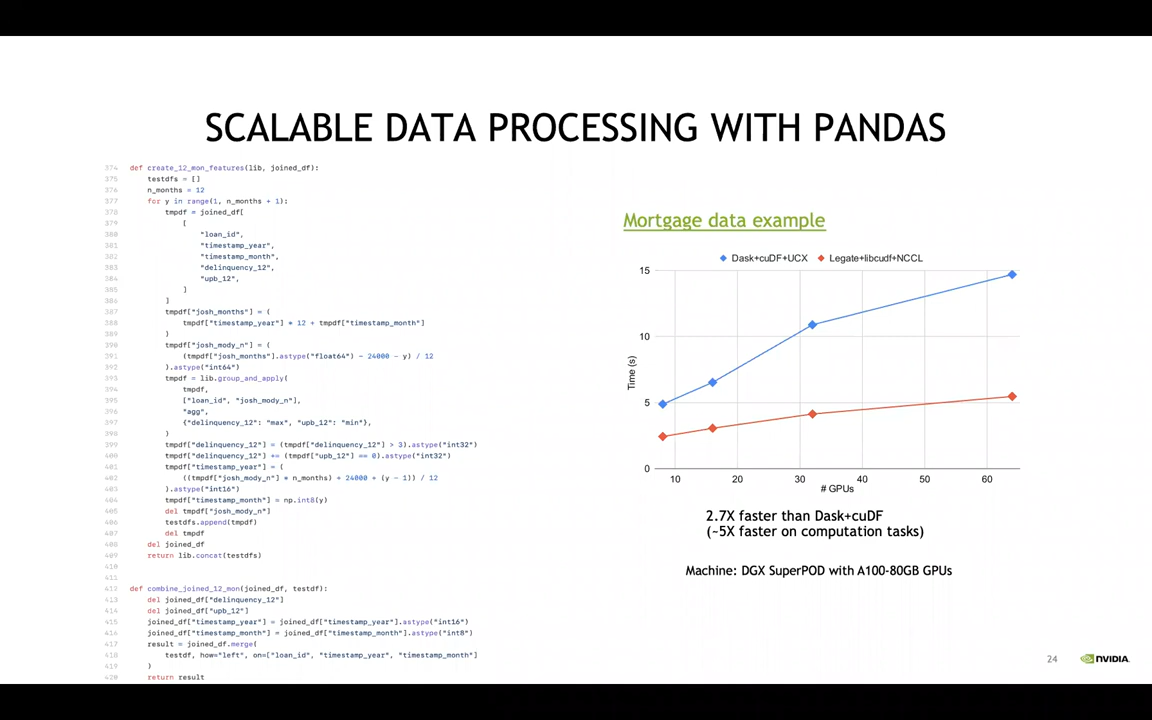 SCALABLE DATA PROCESSING WITH PANDAS
374 def create_12_mon_features(lib, joined_df):
375 testdfs = []
376 n_months = 12
377 for y in range(1, n_months + 1):
378 tmpdf = joined_df[
379 [
380 "loan_id",
381 "timestamp_year",
382 "timestamp_month",
383 "delinquency_12",
384 "upb_12",
385 ]
386 ]
387 tmpdf["josh_months"] = (
388 tmpdf["timestamp_year"] * 12 + tmpdf["timestamp_month"]
389 )
390 tmpdf["josh_mody_n"] = (
391 (tmpdf["josh_months"].astype("float64") - 24000 - y) / 12
392 ).astype("int64")
393 tmpdf = lib.group_and_apply(
394 tmpdf,
395 ["loan_id", "josh_mody_n"],
396 "agg",
397 {"delinquency_12": "max", "upb_12": "min"},
398 )
399 tmpdf["delinquency_12"] = (tmpdf["delinquency_12"] > 3).astype("int32")
400 tmpdf["delinquency_12"] += (tmpdf["upb_12"] == 0).astype("int32")
401 tmpdf["timestamp_year"] = (
402 ((tmpdf["josh_mody_n"] * n_months) + 24000 + (y - 1)) / 12
403 ).astype("int16")
404 tmpdf["timestamp_month"] = np.int8(y)
405 del tmpdf["josh_mody_n"]
406 testdfs.append(tmpdf)
407 del tmpdf
408 del joined_df
409 return lib.concat(testdfs)
410
411
412 def combine_joined_12_mon(joined_df, testdf):
413 del joined_df["delinquency_12"]
414 del joined_df["upb_12"]
415 joined_df["timestamp_year"] = joined_df["timestamp_year"].astype("int16")
416 joined_df["timestamp_month"] = joined_df["timestamp_month"].astype("int8")
417 result = joined_df.merge(
418 testdf, how="left", on=["loan_id", "timestamp_year", "timestamp_month"]
419 )
420 return result
Mortgage data example
Dask+cuDF+UCX
Legate+libcudf+NCCL
15
10
5
0
Time (s)
10 20 30 40 50 60
# GPUs
2.7X faster than Dask+cuDF
(~5X faster on computation tasks)
Machine: DGX SuperPOD with A100-80GB GPUs
24
NVIDIA.